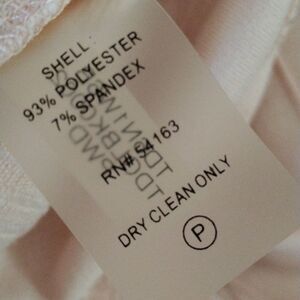 SHELL
93% POLYESTER
7% SPANDEX
RN# 54163
DRY CLEAN ONLY
P